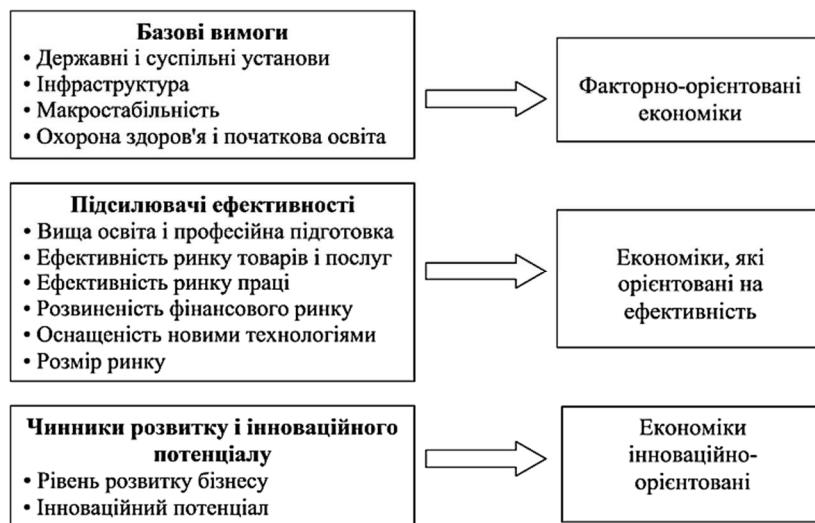 Базові вимоги
• Державні і суспільні установи
• Інфраструктура
• Макростабільність
• Охорона здоров'я і початкова освіта
Факторно-орієнтовані
економіки
Підсилювачі ефективності
• Вища освіта і професійна підготовка
• Ефективність ринку товарів і послуг
• Ефективність ринку праці
• Розвиненість фінансового ринку
• Оснащеність новими технологіями
• Розмір ринку
Економіки, які
орієнтовані на
ефективність
Чинники розвитку і інноваційного
потенціалу
• Рівень розвитку бізнесу
• Інноваційний потенціал
Економіки
інноваційно-
орієнтовані